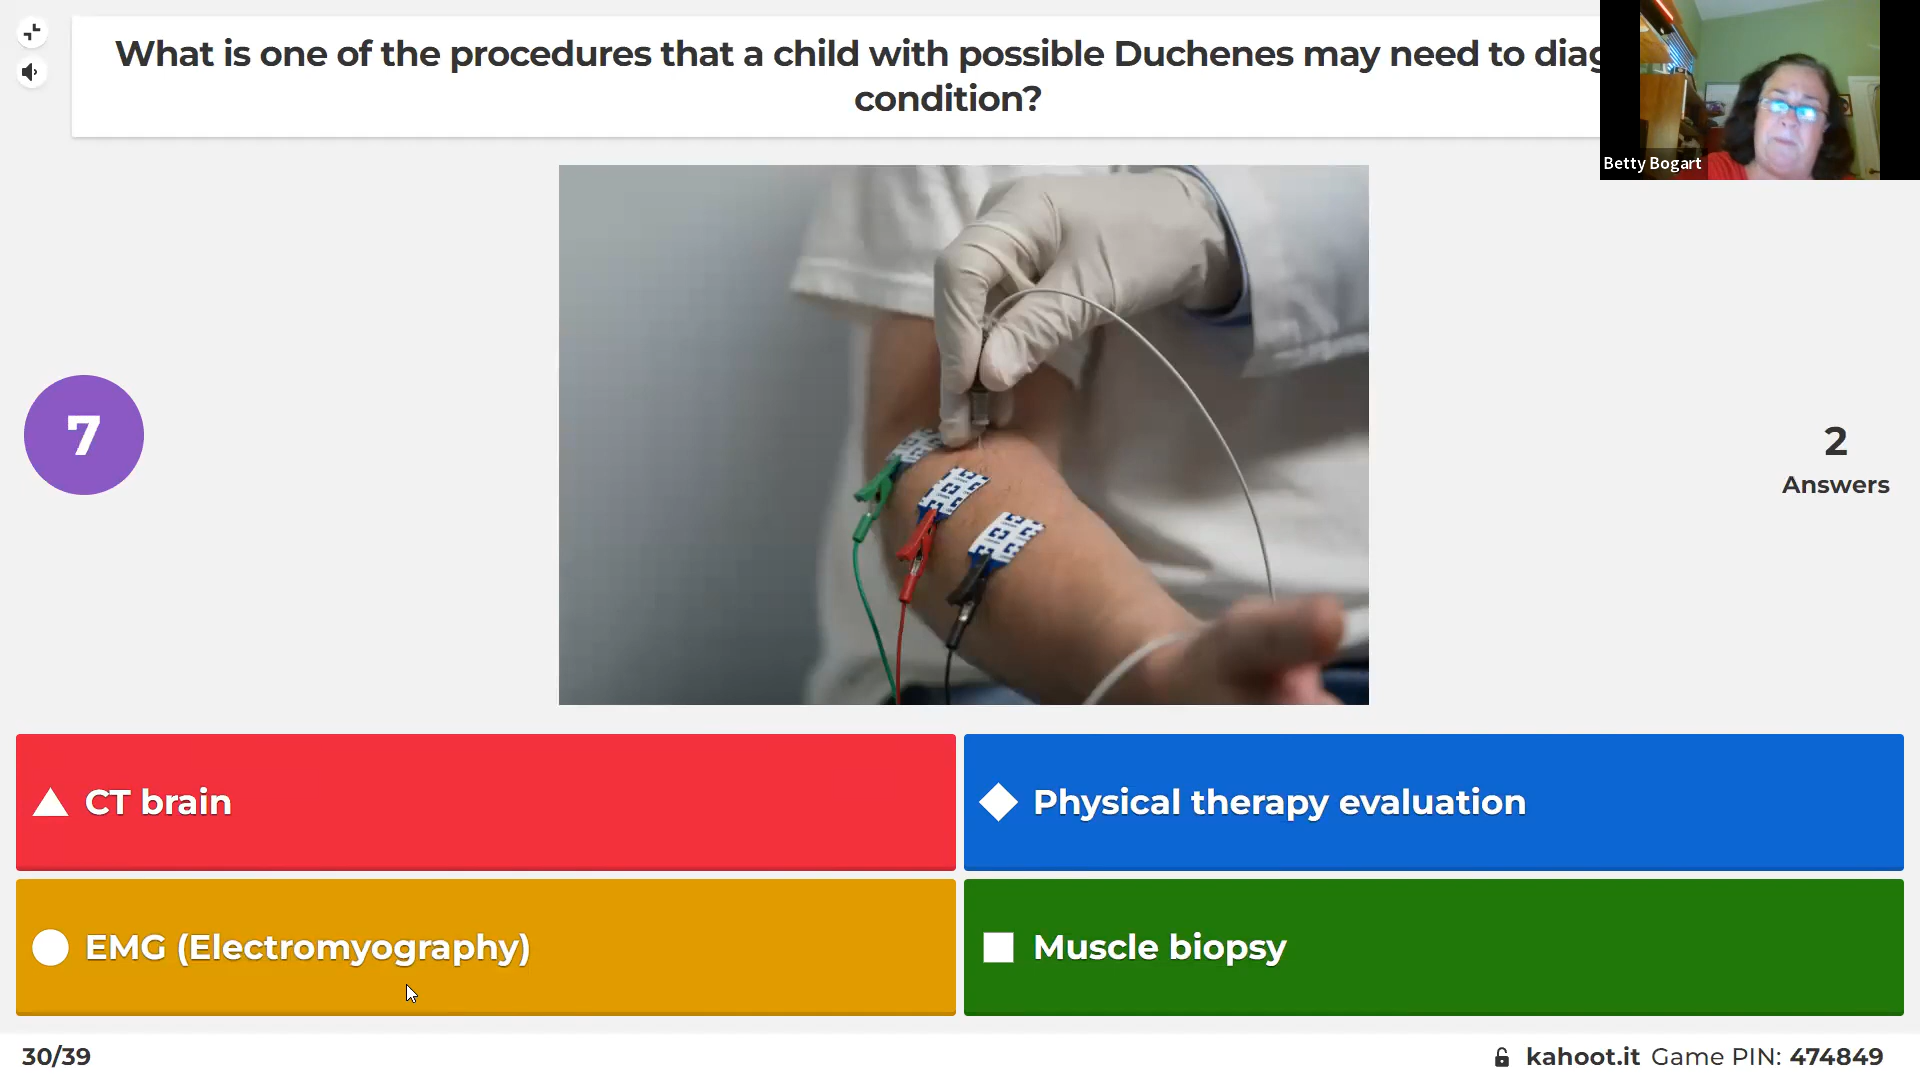 What is one of the procedures that a child with possible Duchenes may need to diag
condition?
Betty Bogart
7
2
Answers
CT brain
Physical therapy evaluation
EMG (Electromyography)
Muscle biopsy
30/39
kahoot.it Game PIN: 474849